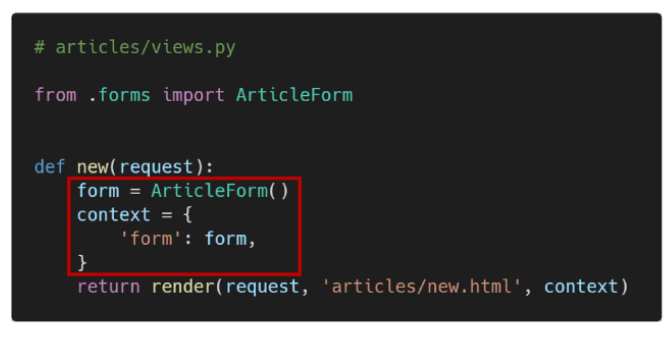 # articles/views.py
from .forms import ArticleForm
def new(request):
    form = ArticleForm()
    context = {
        'form': form,
    }
    return render(request, 'articles/new.html', context)